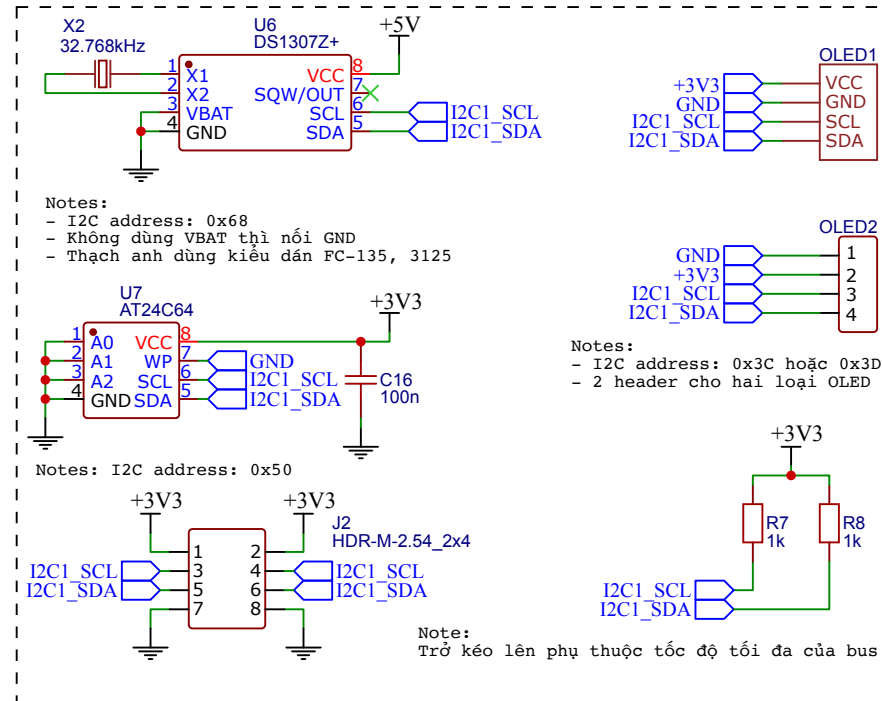 X2
32.768kHz
U6
DS1307Z+
+5V
1 X1
2 X2
3 VBAT
4 GND
VCC 8
SQW/OUT 7
SCL 6
SDA 5
I2C1_SCL
I2C1_SDA
Notes:
- I2C address: 0x68
- Không dùng VBAT thì nối GND
- Thạch anh dùng kiểu dán FC-135, 3125
OLED1
+3V3 VCC
GND GND
I2C1_SCL SCL
I2C1_SDA SDA
OLED2
GND 1
+3V3 2
I2C1_SCL 3
I2C1_SDA 4
Notes:
- I2C address: 0x3C hoặc 0x3D
- 2 header cho hai loại OLED
U7
AT24C64
+3V3
1 A0
2 A1
3 A2
4 GND
VCC 8
WP 7 GND
SCL 6 I2C1_SCL
SDA 5 I2C1_SDA
C16
100n
Notes: I2C address: 0x50
+3V3 +3V3
J2
HDR-M-2.54_2x4
1 2
I2C1_SCL 3 4 I2C1_SCL
I2C1_SDA 5 6 I2C1_SDA
7 8
+3V3
R7
1k
R8
1k
I2C1_SCL
I2C1_SDA
Note:
Trở kéo lên phụ thuộc tốc độ tối đa của bus